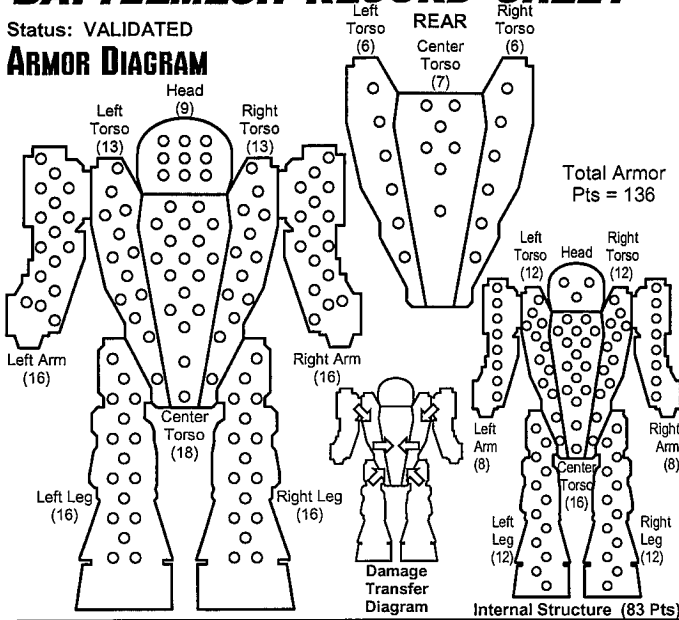 BATTLEMECH RECORD SHEET
Status: VALIDATED
ARMOR DIAGRAM
REAR
Left
Torso
(6)
Center
Torso
(7)
Right
Torso
(6)
Head
(9)
Left
Torso
(13)
Right
Torso
(13)
Left Arm
(16)
Right Arm
(16)
Center
Torso
(18)
Left Leg
(16)
Right Leg
(16)
Total Armor
Pts = 136
Left
Torso
(12)
Head
Right
Torso
(12)
Left
Arm
(8)
Right
Arm
(8)
Center
Torso
(16)
Left
Leg
(12)
Right
Leg
(12)
Damage
Transfer
Diagram
Internal Structure (83 Pts)